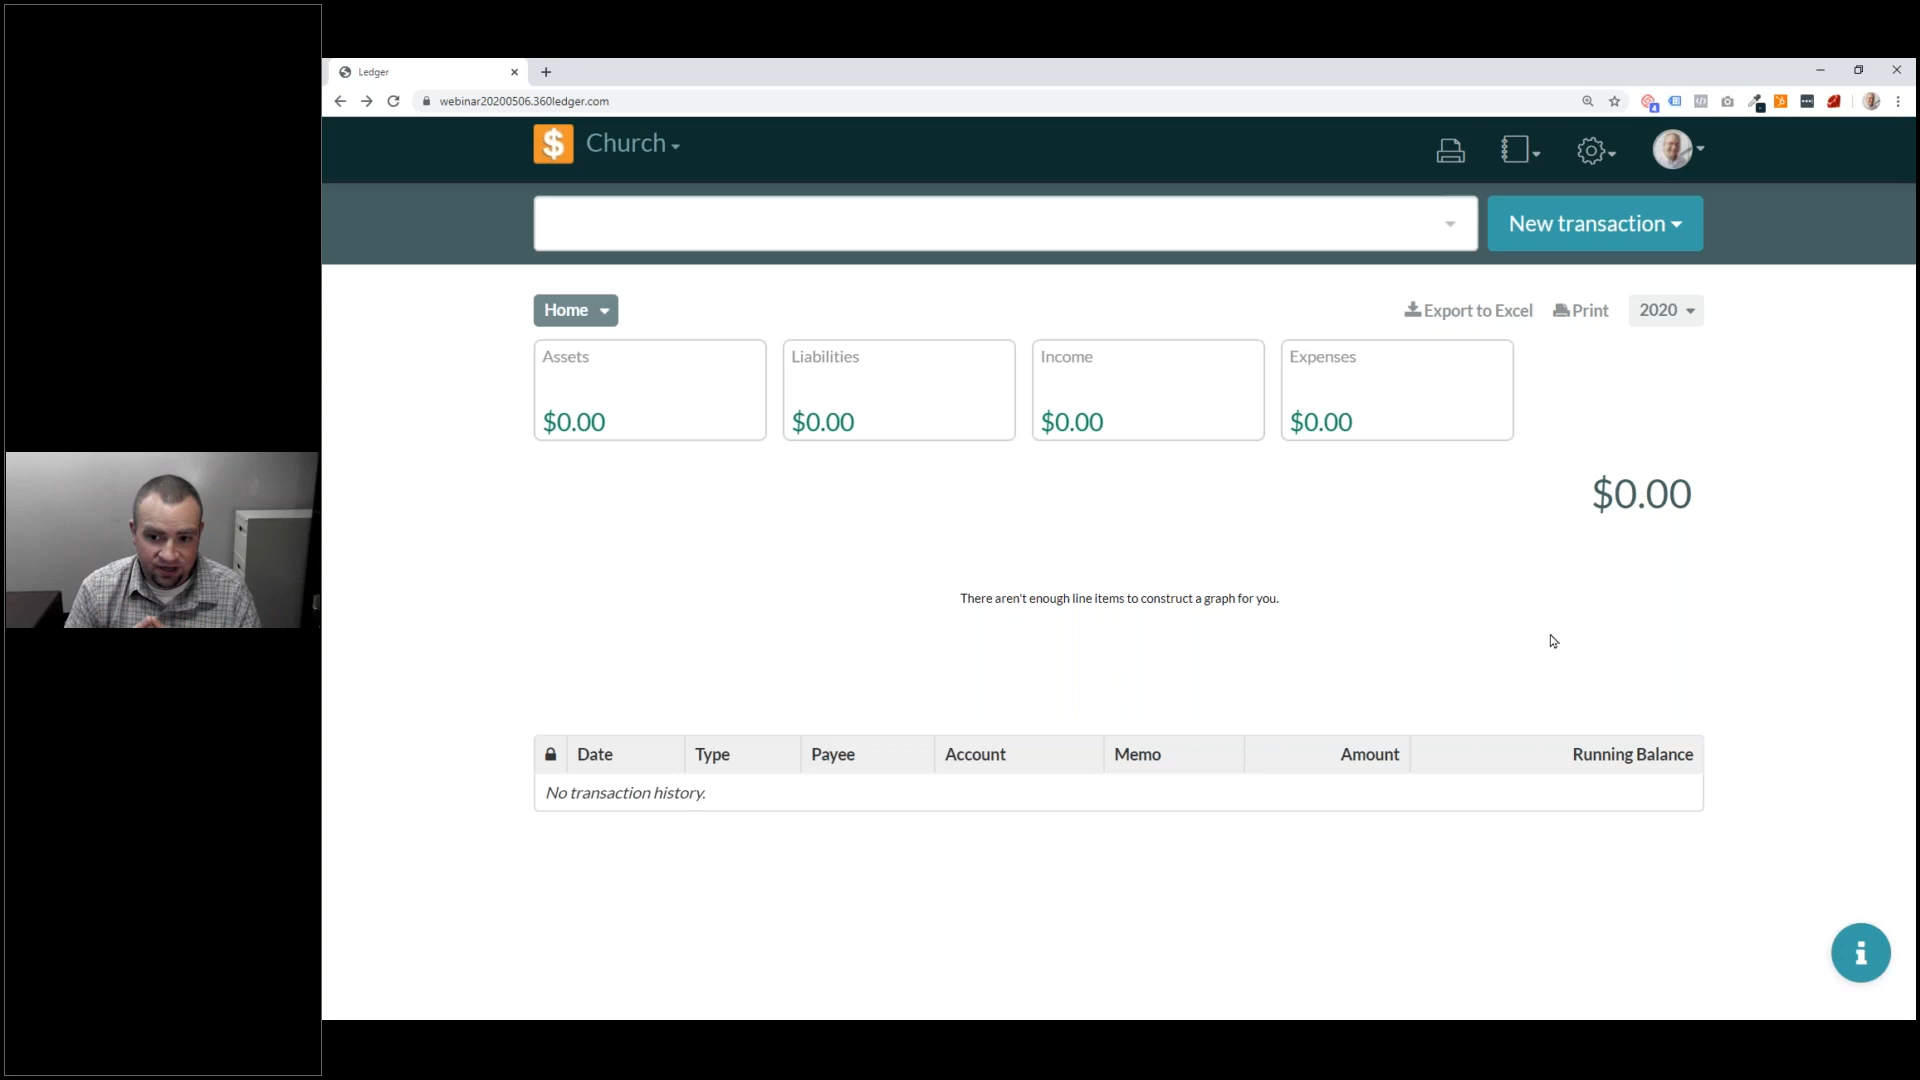 Ledger
webinar20200506.360ledger.com
$ Church
New transaction
Home
Export to Excel Print 2020
Assets Liabilities Income Expenses
$0.00 $0.00 $0.00 $0.00
$0.00
There aren't enough line items to construct a graph for you.
Date Type Payee Account Memo Amount Running Balance
No transaction history.
i